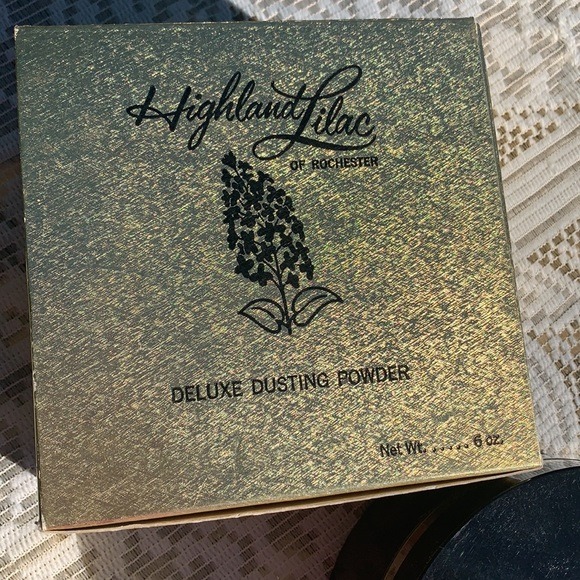 Highland Lilac
OF ROCHESTER
DELUXE DUSTING POWDER
Net Wt. ..... 6 oz.